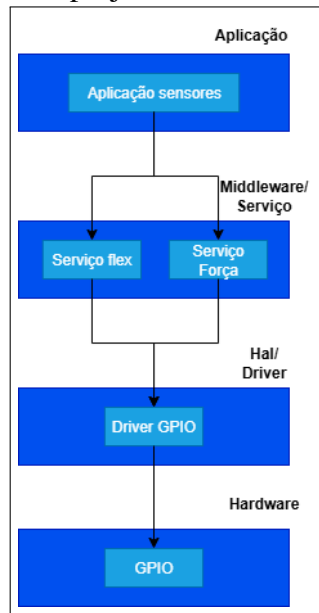 Aplicação
Aplicação sensores
Middleware/
Serviço
Serviço flex
Serviço
Força
Hal/
Driver
Driver GPIO
Hardware
GPIO